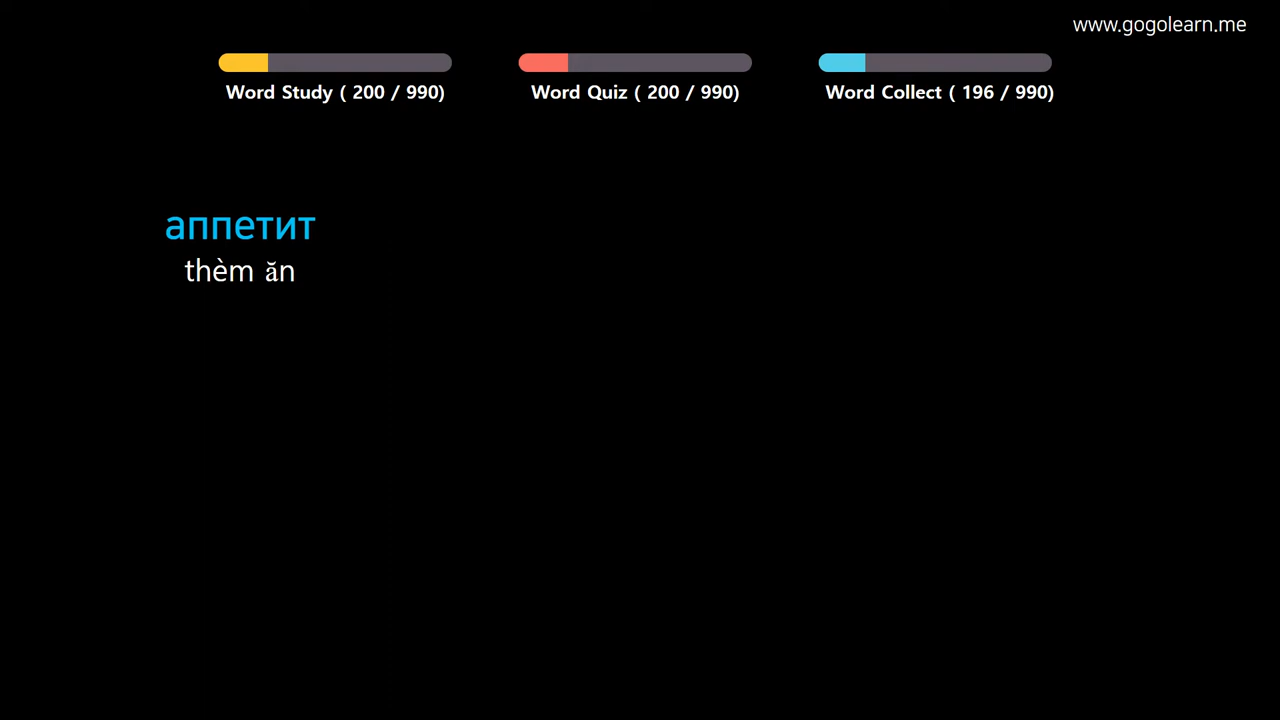 www.gogolearn.me
Word Study ( 200 / 990)
Word Quiz ( 200 / 990)
Word Collect ( 196 / 990)
аппетит
thèm ăn